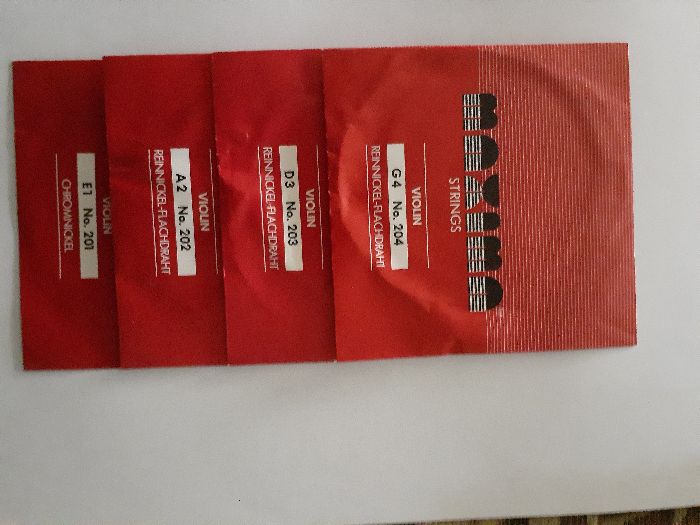 MAXIMA
STRINGS
VIOLIN
G4 No. 204
REINNICKEL-FLACHDRAHT
VIOLIN
D3 No. 203
REINNICKEL-FLACHDRAHT
VIOLIN
A2 No. 202
REINNICKEL-FLACHDRAHT
VIOLIN
E1 No. 201
CHROMNICKEL